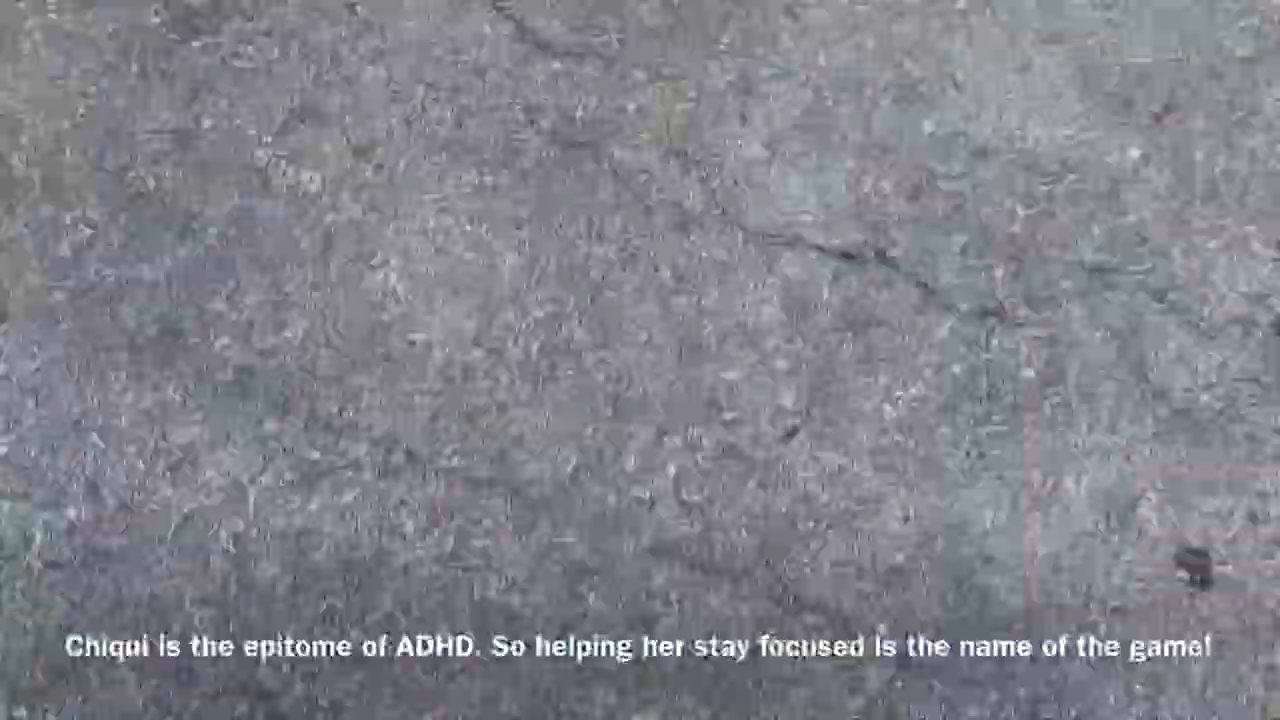 Chiqui is the epitome of ADHD. So helping her stay focused is the name of the game!